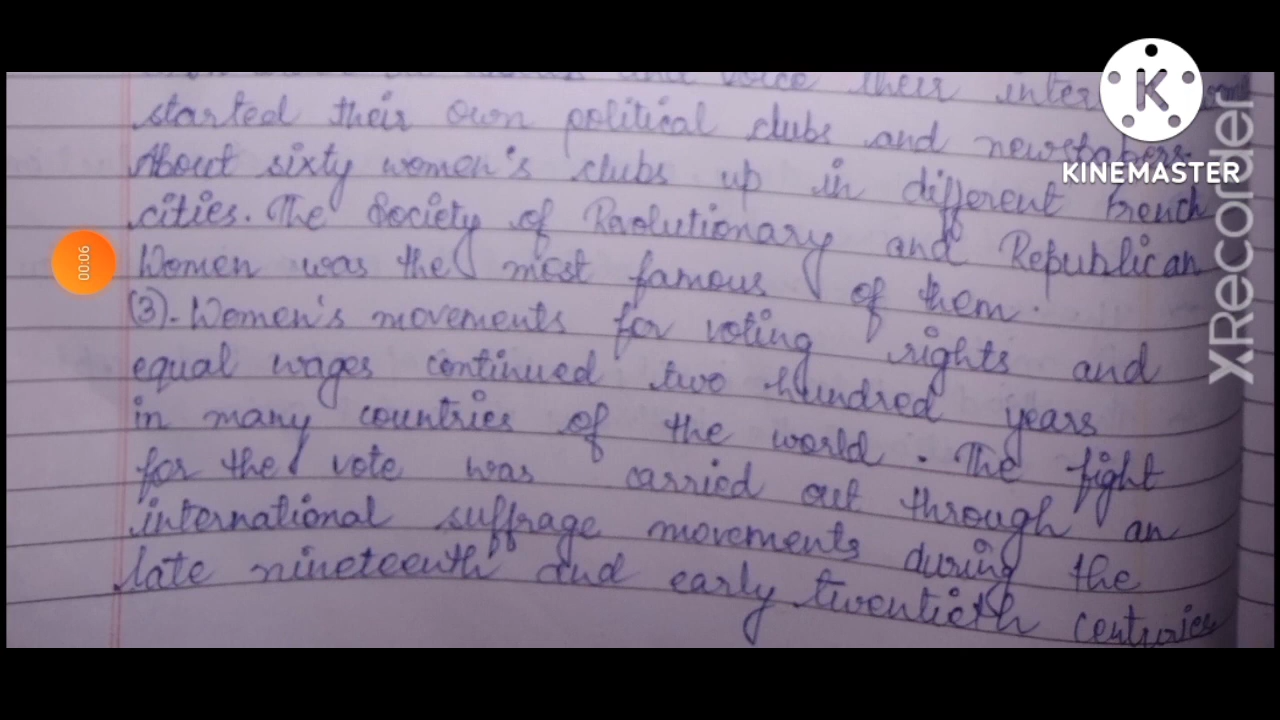 voice their
started their own political clubs and newspapers.
About sixty women's clubs up in different French
cities. The Society of Revolutionary and Republican
Women was the most famous of them.
(3). Women's movements for voting rights and
equal wages continued two hundred years
in many countries of the world. The fight
for the vote was carried out through an
international suffrage movements during the
late nineteenth and early twentieth centuries
00:06
K
KINEMASTER
XRecorder